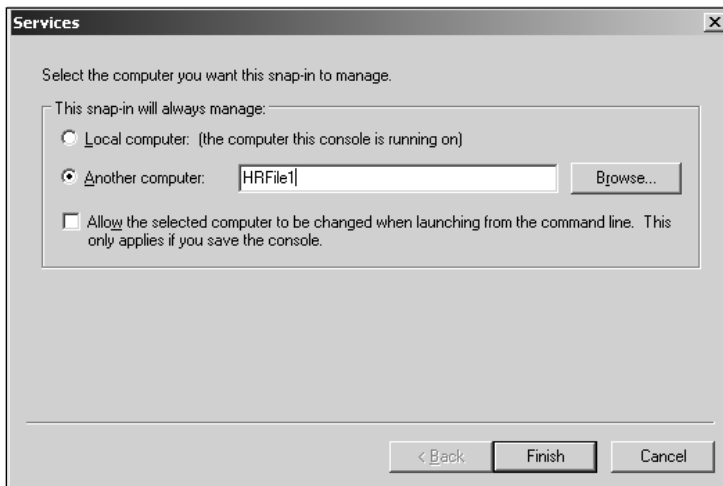 Services
Select the computer you want this snap-in to manage.
This snap-in will always manage:
Local computer: (the computer this console is running on)
Another computer: HRFile1 Browse...
Allow the selected computer to be changed when launching from the command line. This
only applies if you save the console.
< Back Finish Cancel